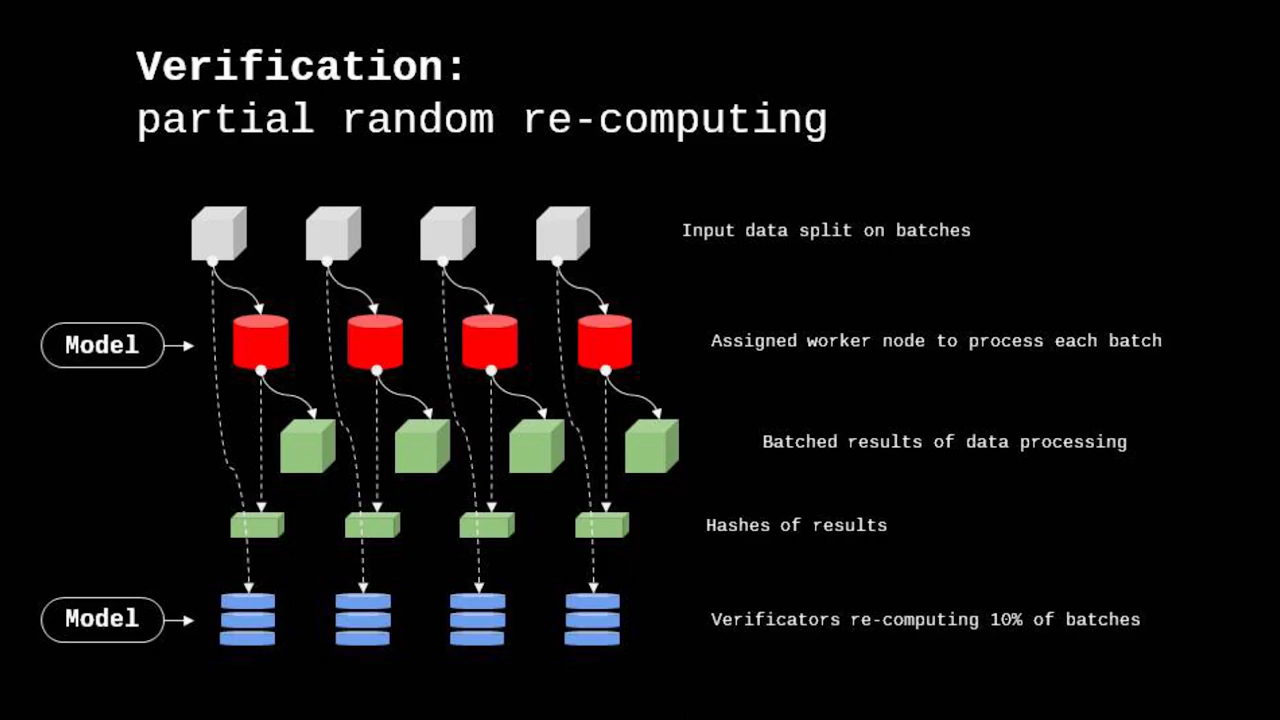 Verification:
partial random re-computing
Input data split on batches
Model
Assigned worker node to process each batch
Batched results of data processing
Hashes of results
Model
Verificators re-computing 10% of batches